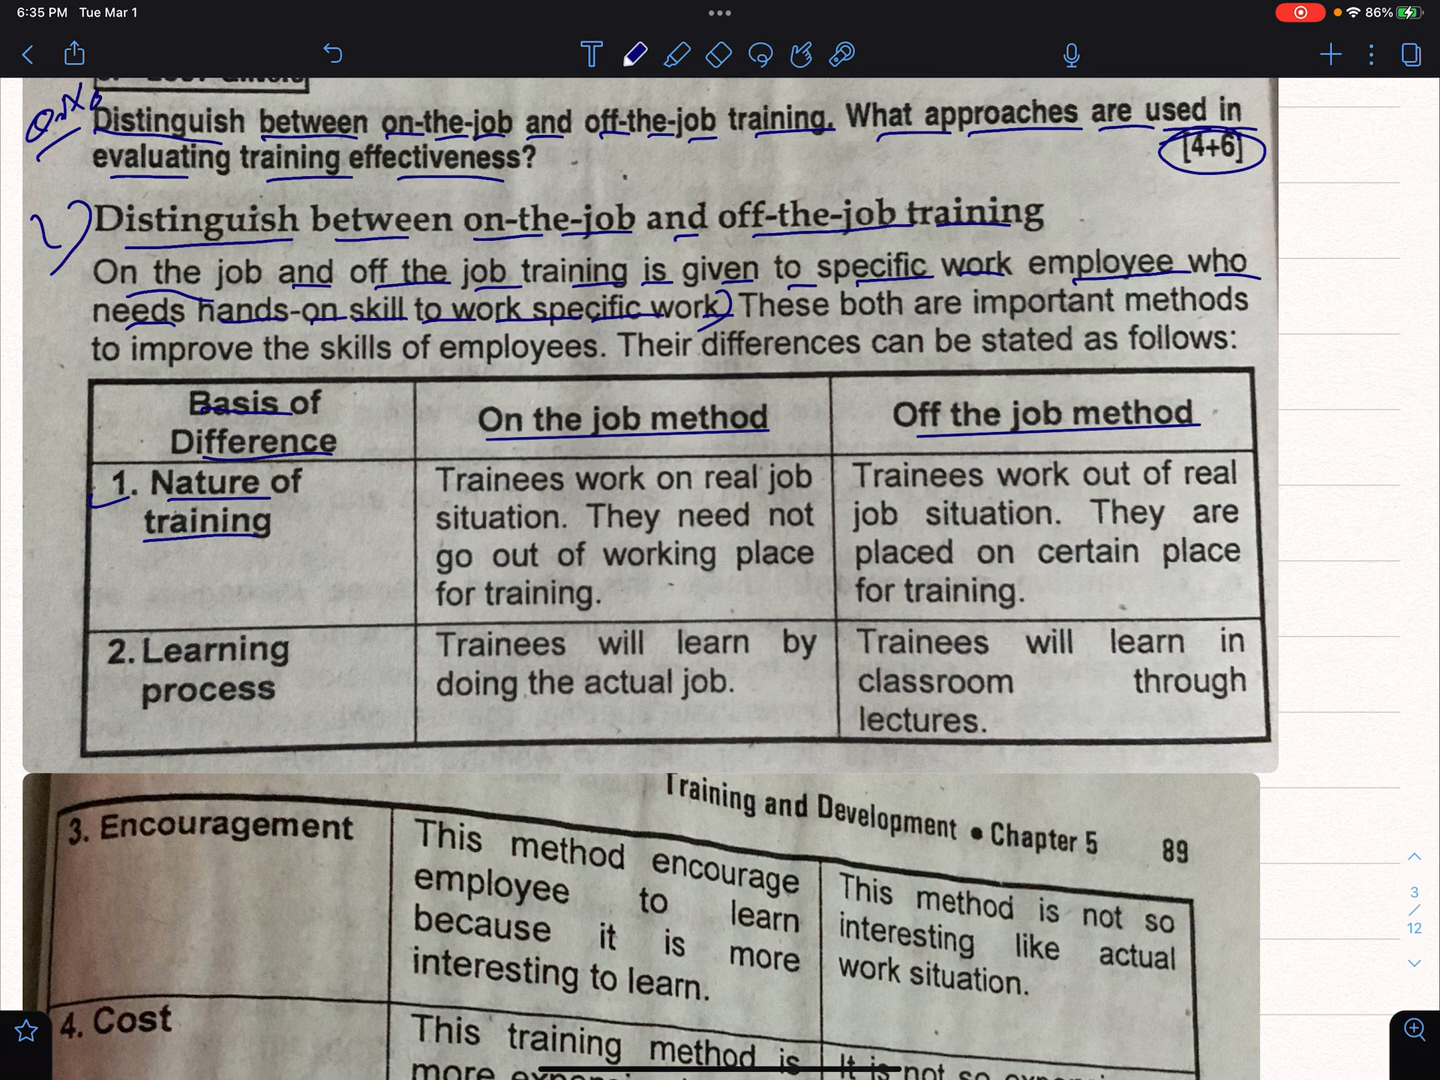 6:35 PM Tue Mar 1
86%
Distinguish between on-the-job and off-the-job training. What approaches are used in
evaluating training effectiveness? [4+6]
Distinguish between on-the-job and off-the-job training
On the job and off the job training is given to specific work employee who
needs hands-on skill to work specific work. These both are important methods
to improve the skills of employees. Their differences can be stated as follows:
Basis of
Difference
On the job method
Off the job method
1. Nature of
training
Trainees work on real job
situation. They need not
go out of working place
for training.
Trainees work out of real
job situation. They are
placed on certain place
for training.
2. Learning
process
Trainees will learn by
doing the actual job.
Trainees will learn in
classroom through
lectures.
Training and Development • Chapter 5 89
3. Encouragement
This method encourage
employee to learn
because it is more
interesting to learn.
This method is not so
interesting like actual
work situation.
4. Cost
This training method is
more
It is not so
3
/
12